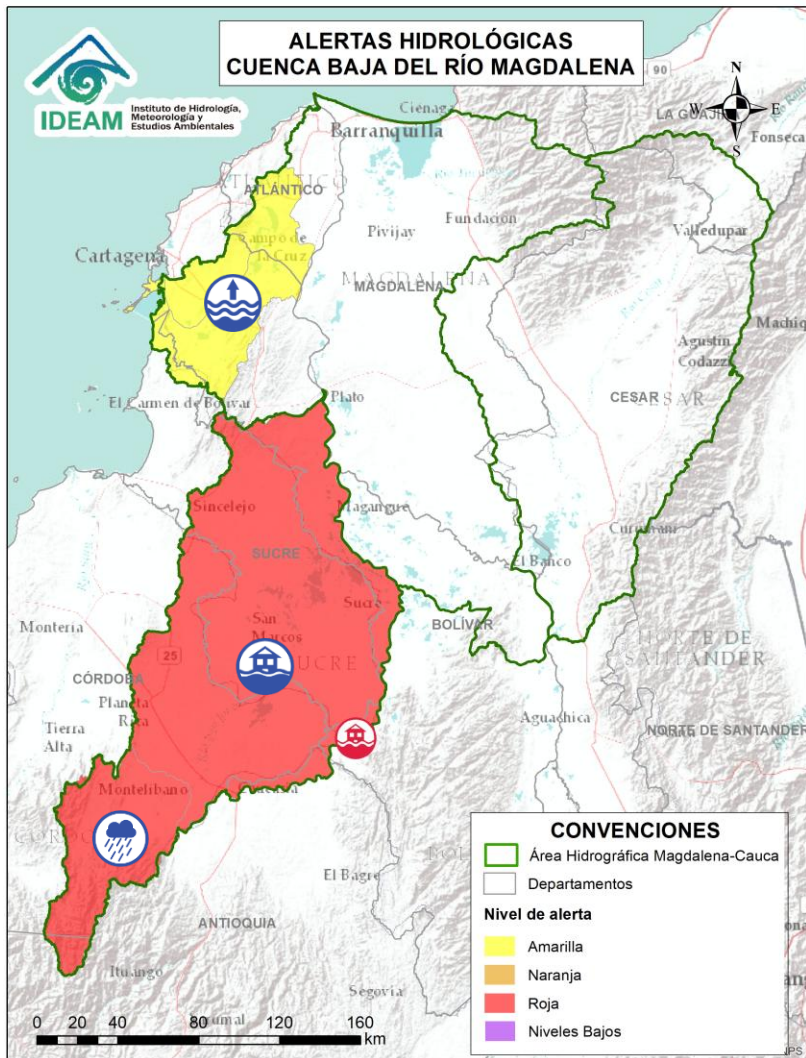 ALERTAS HIDROLÓGICAS
CUENCA BAJA DEL RÍO MAGDALENA
IDEAM
Instituto de Hidrología,
Meteorología y
Estudios Ambientales
N
W
E
S
90
Ciénaga
LA GUAJIRA
Fonseca
Barranquilla
ATLÁNTICO
Fundación
Pivijay
Valledupar
Cartagena
Campo de
la Cruz
MAGDALENA
MAGDALENA
Agustín
Codazzi
El Carmen de Bolívar
Plato
CESAR
CESAR
Sincelejo
Magangué
Curumaní
SUCRE
El Banco
Sucre
San
Marcos
BOLÍVAR
Montería
25
SUCRE
NORTE DE
SANTANDER
CÓRDOBA
Planeta
Rica
Tierra
Alta
Aguachica
NORTE DE SANTANDER
Montelíbano
El Bagre
ANTIOQUIA
Ituango
Segovia
CONVENCIONES
Área Hidrográfica Magdalena-Cauca
Departamentos
Nivel de alerta
Amarilla
Naranja
Roja
Niveles Bajos
0 20 40 80 120 160
km